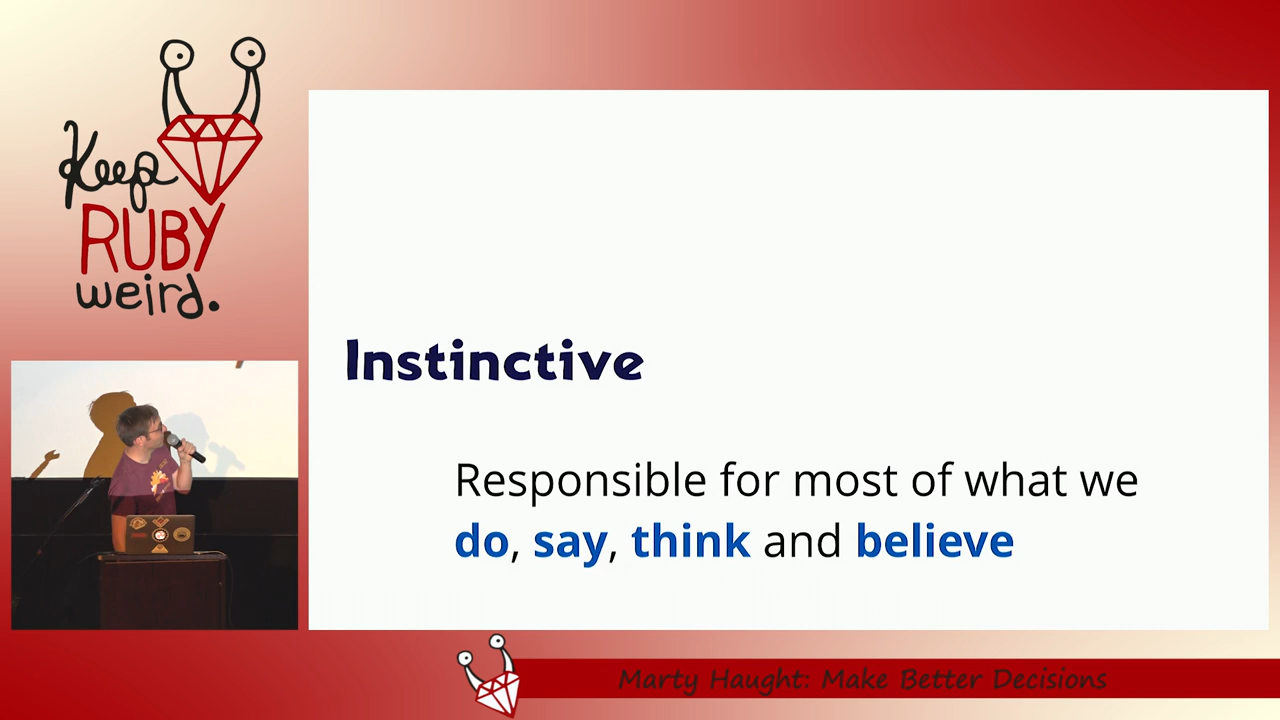 Keep
RUBY
weird.
Instinctive
Responsible for most of what we
do, say, think and believe
Marty Haught: Make Better Decisions